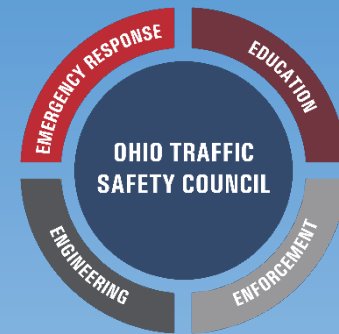 EMERGENCY RESPONSE
EDUCATION
OHIO TRAFFIC
SAFETY COUNCIL
ENGINEERING
ENFORCEMENT